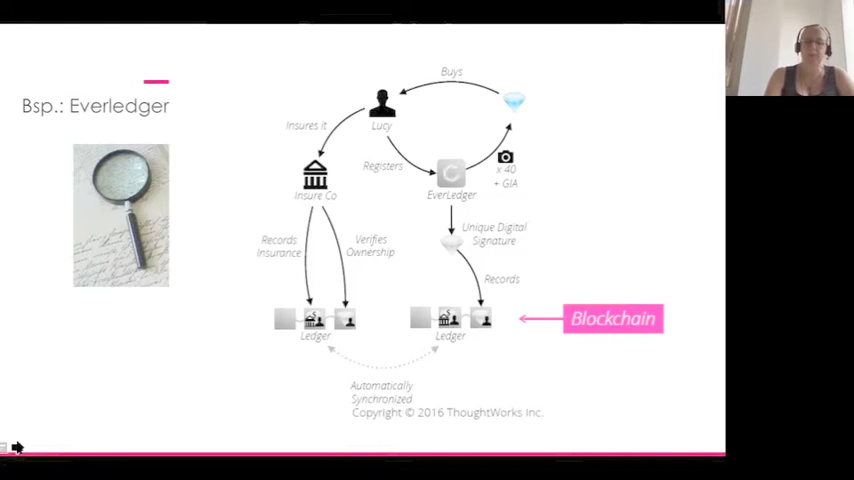 Bsp.: Everledger
Buys
Insures it
Lucy
Registers
x 40
+ GIA
Insure Co
EverLedger
Unique Digital
Signature
Records
Insurance
Verifies
Ownership
Records
Ledger
Ledger
Blockchain
Automatically
Synchronized
Copyright © 2016 ThoughtWorks Inc.